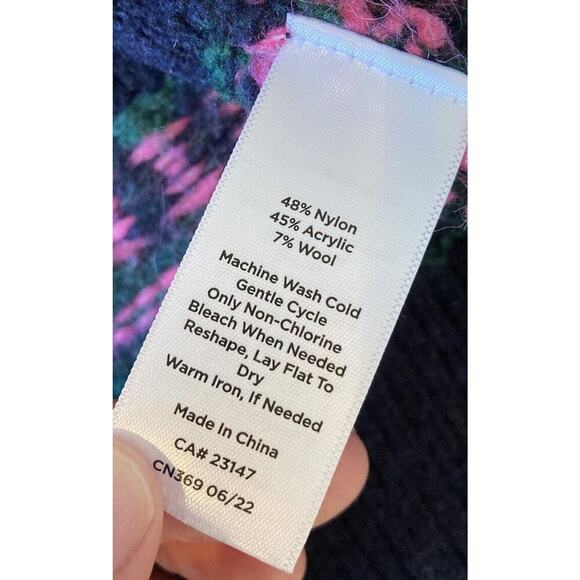 48% Nylon
45% Acrylic
7% Wool
Machine Wash Cold
Gentle Cycle
Only Non-Chlorine
Bleach When Needed
Reshape, Lay Flat To
Dry
Warm Iron, If Needed
Made In China
CA# 23147
CN369 06/22